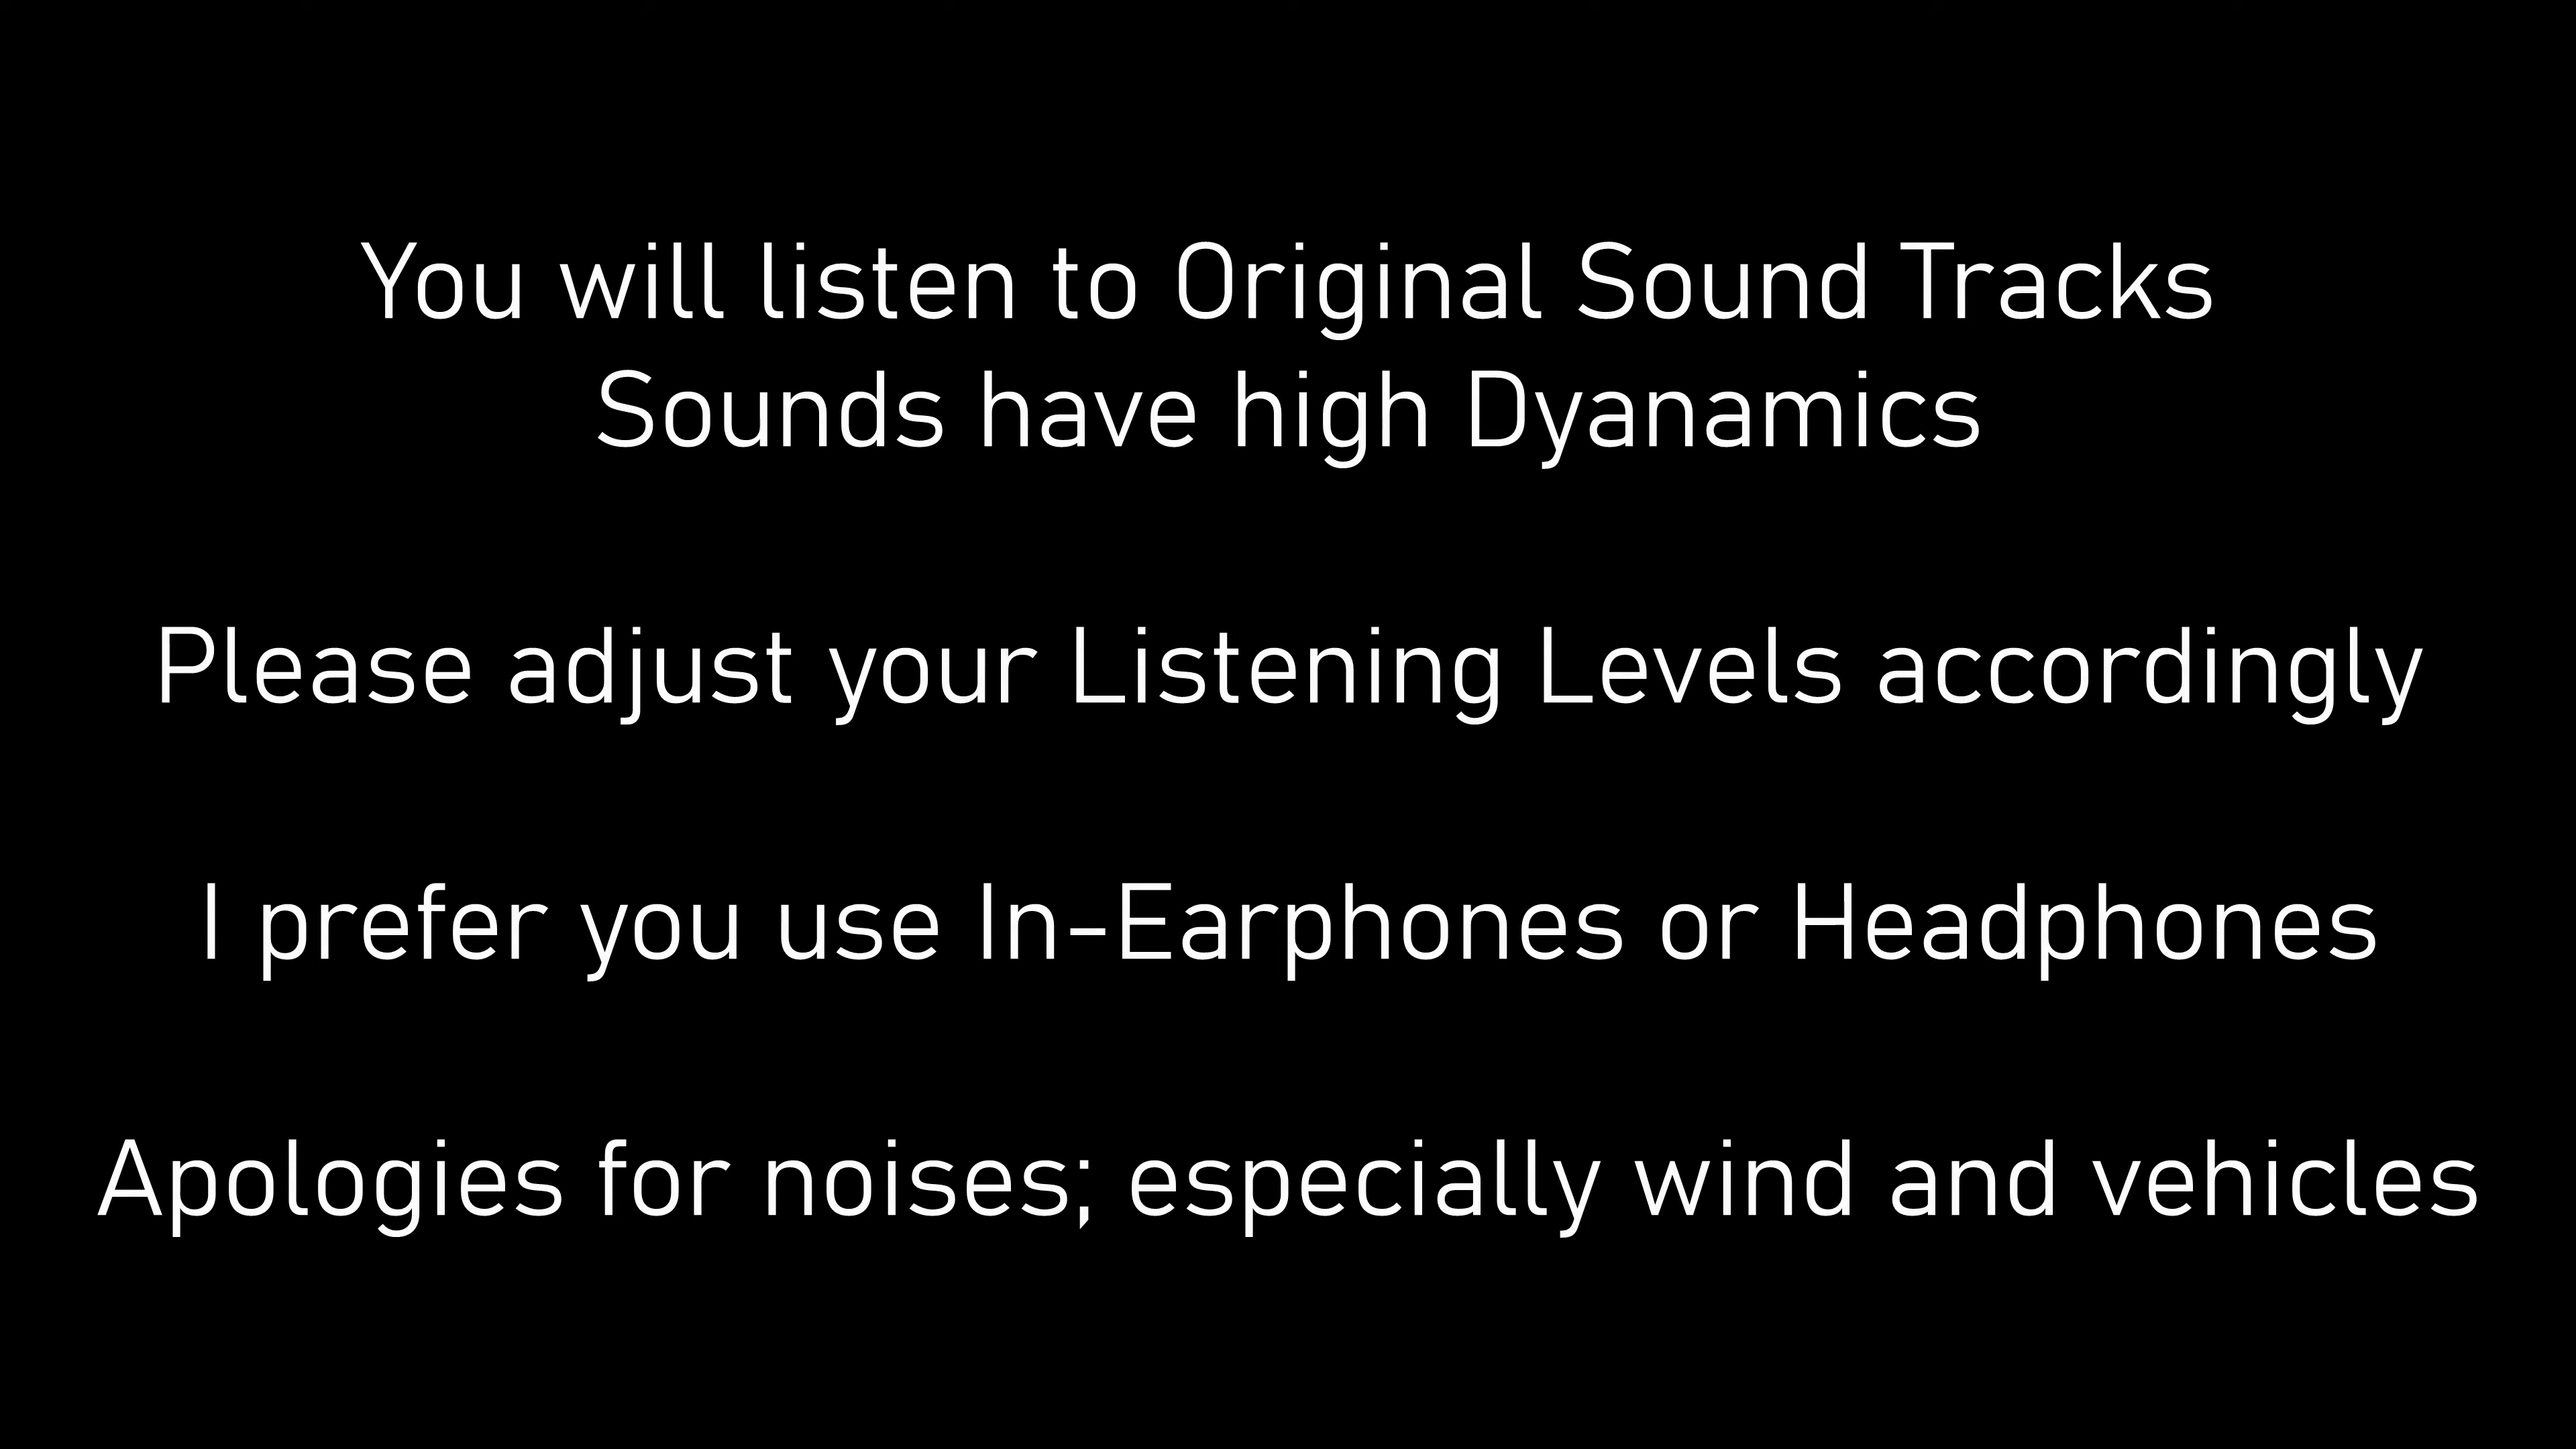 You will listen to Original Sound Tracks
Sounds have high Dyanamics
Please adjust your Listening Levels accordingly
I prefer you use In-Earphones or Headphones
Apologies for noises; especially wind and vehicles